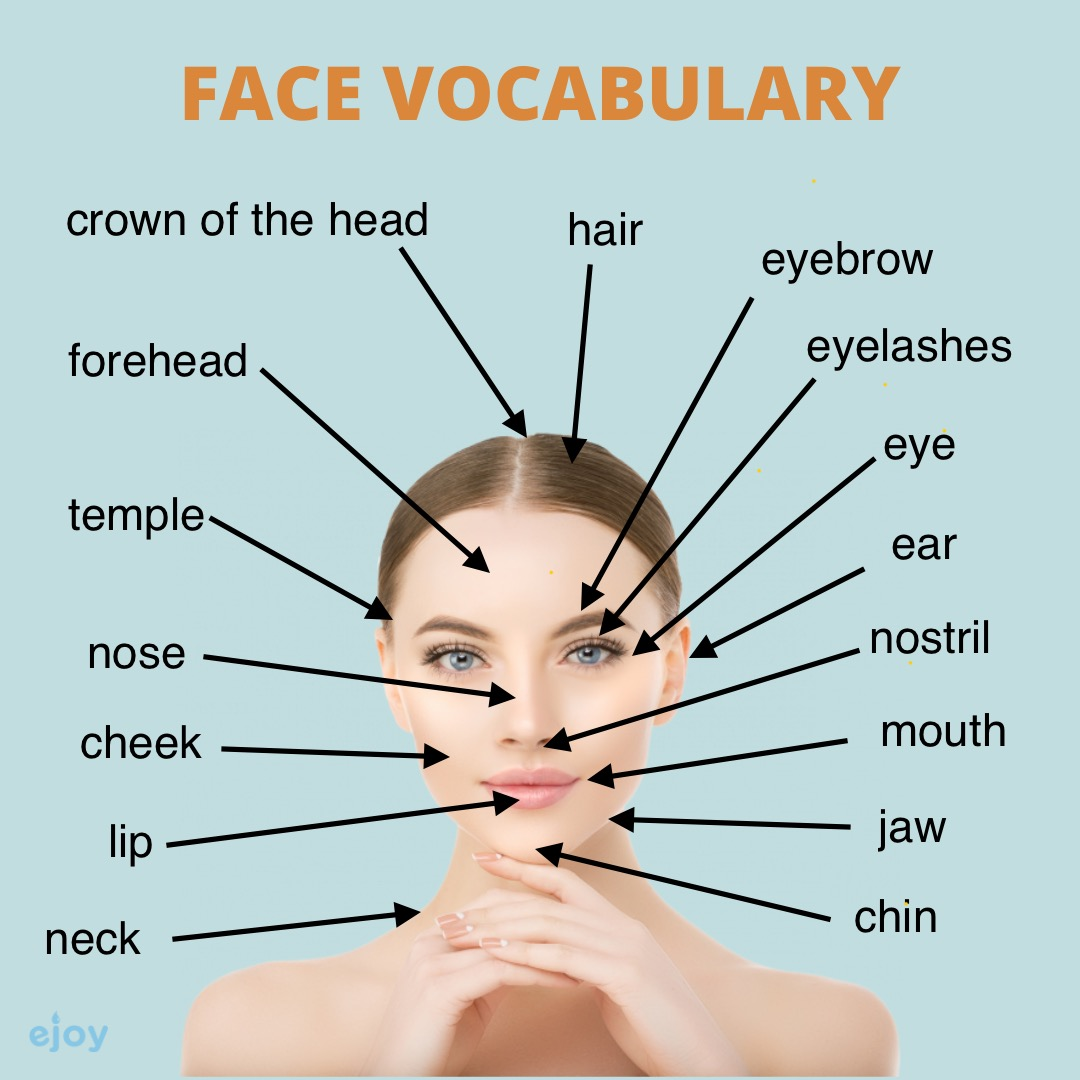 FACE VOCABULARY
crown of the head
hair
eyebrow
forehead
eyelashes
eye
temple
ear
nose
nostril
cheek
mouth
lip
jaw
neck
chin
ejoy